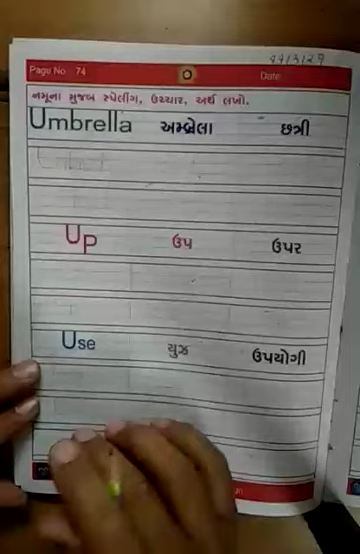 Page No. 74 Date
નમૂના મુજબ સ્પેલીંગ, ઉચ્ચાર, અર્થ લખો.
Umbrella અમ્બ્રેલા છત્રી
Up ઉપ ઉપર
Use યુઝ ઉપયોગી